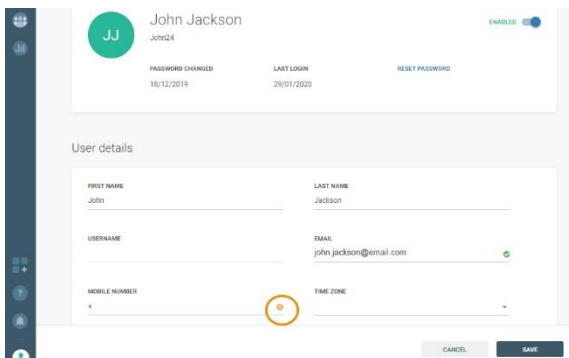 JJ
John Jackson
John24
ENABLED
PASSWORD CHANGED LAST LOGIN RESET PASSWORD
18/12/2019 29/01/2020
User details
FIRST NAME LAST NAME
John Jackson
USERNAME EMAIL
john.jackson@email.com
MOBILE NUMBER TIME ZONE
+
CANCEL SAVE